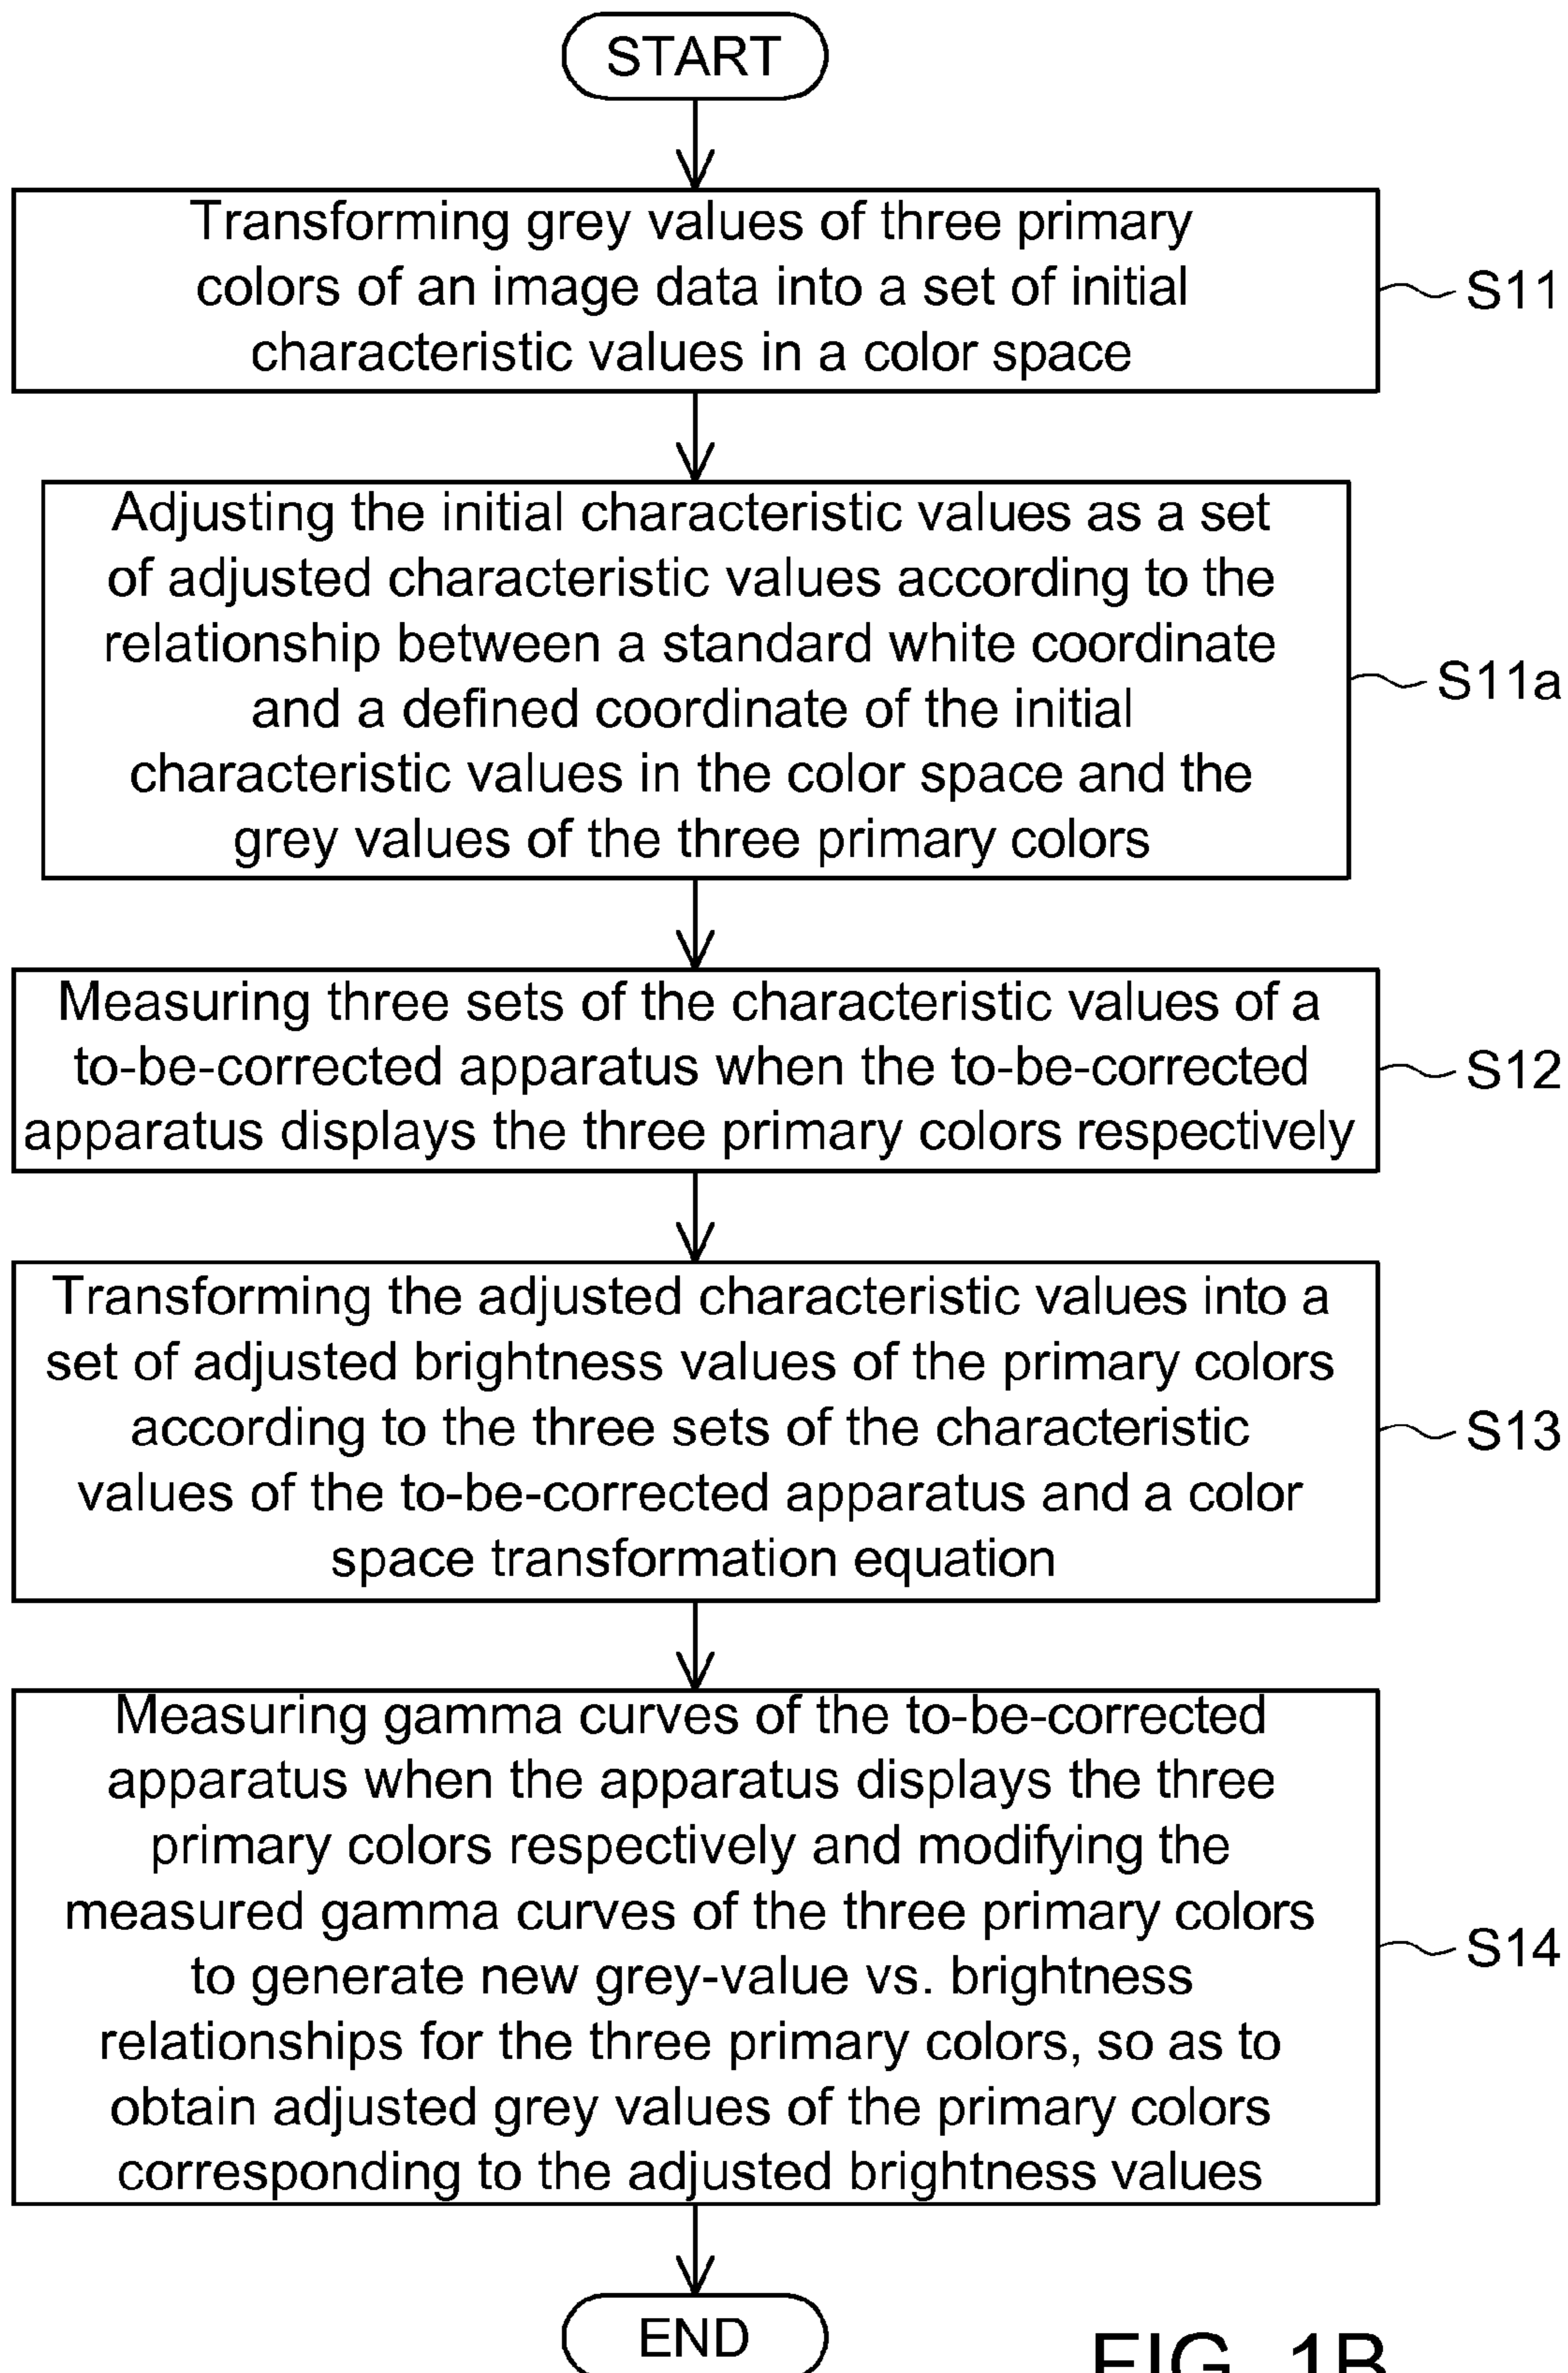 START
Transforming grey values of three primary
colors of an image data into a set of initial
characteristic values in a color space
S11
Adjusting the initial characteristic values as a set
of adjusted characteristic values according to the
relationship between a standard white coordinate
and a defined coordinate of the initial
characteristic values in the color space and the
grey values of the three primary colors
S11a
Measuring three sets of the characteristic values of a
to-be-corrected apparatus when the to-be-corrected
apparatus displays the three primary colors respectively
S12
Transforming the adjusted characteristic values into a
set of adjusted brightness values of the primary colors
according to the three sets of the characteristic
values of the to-be-corrected apparatus and a color
space transformation equation
S13
Measuring gamma curves of the to-be-corrected
apparatus when the apparatus displays the three
primary colors respectively and modifying the
measured gamma curves of the three primary colors
to generate new grey-value vs. brightness
relationships for the three primary colors, so as to
obtain adjusted grey values of the primary colors
corresponding to the adjusted brightness values
S14
END
FIG. 1B